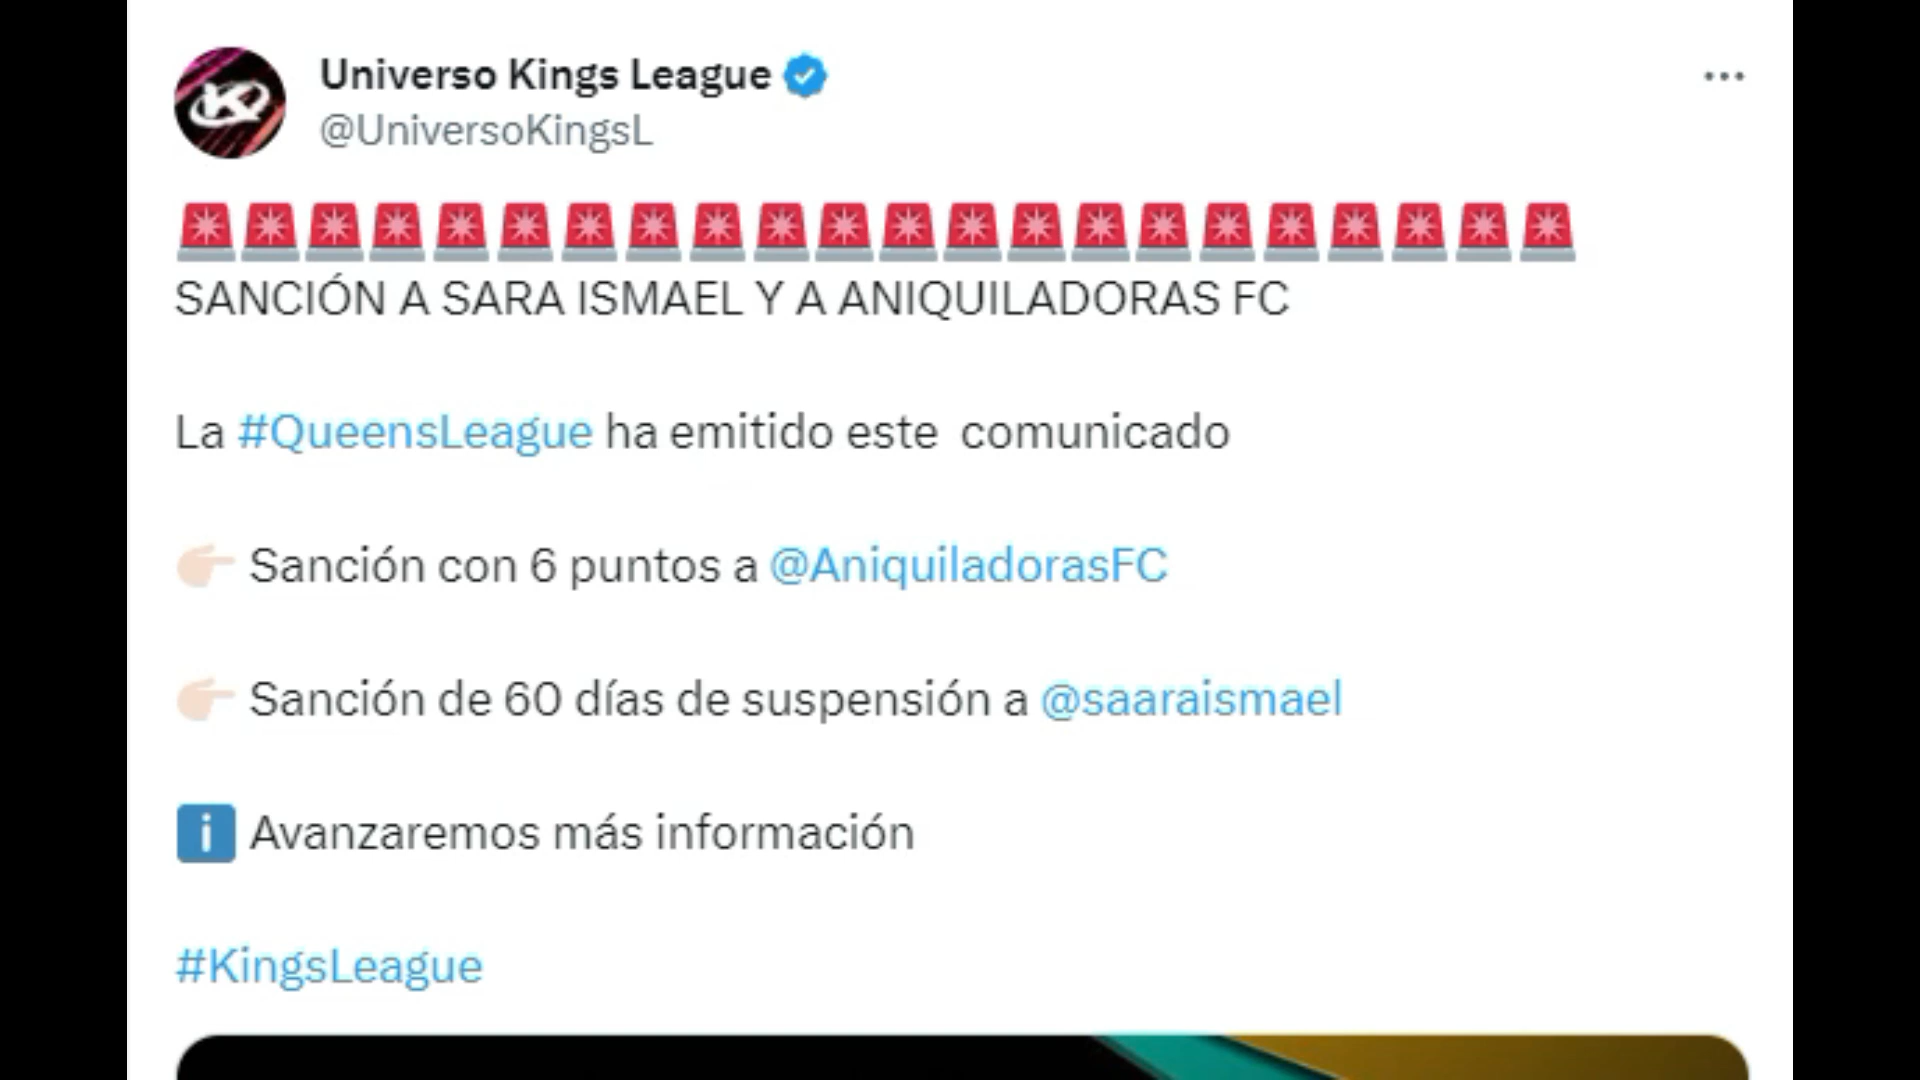 Universo Kings League
@UniversoKingsL
🚨🚨🚨🚨🚨🚨🚨🚨🚨🚨🚨🚨🚨🚨🚨🚨🚨🚨🚨🚨🚨🚨
SANCIÓN A SARA ISMAEL Y A ANIQUILADORAS FC
La #QueensLeague ha emitido este comunicado
👉🏻 Sanción con 6 puntos a @AniquiladorasFC
👉🏻 Sanción de 60 días de suspensión a @saaraismael
ℹ️ Avanzaremos más información
#KingsLeague